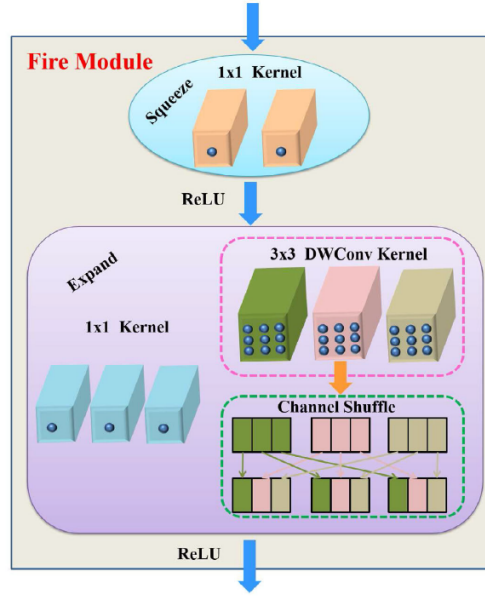 Fire Module
1x1 Kernel
Squeeze
ReLU
Expand
3x3 DWConv Kernel
1x1 Kernel
Channel Shuffle
ReLU